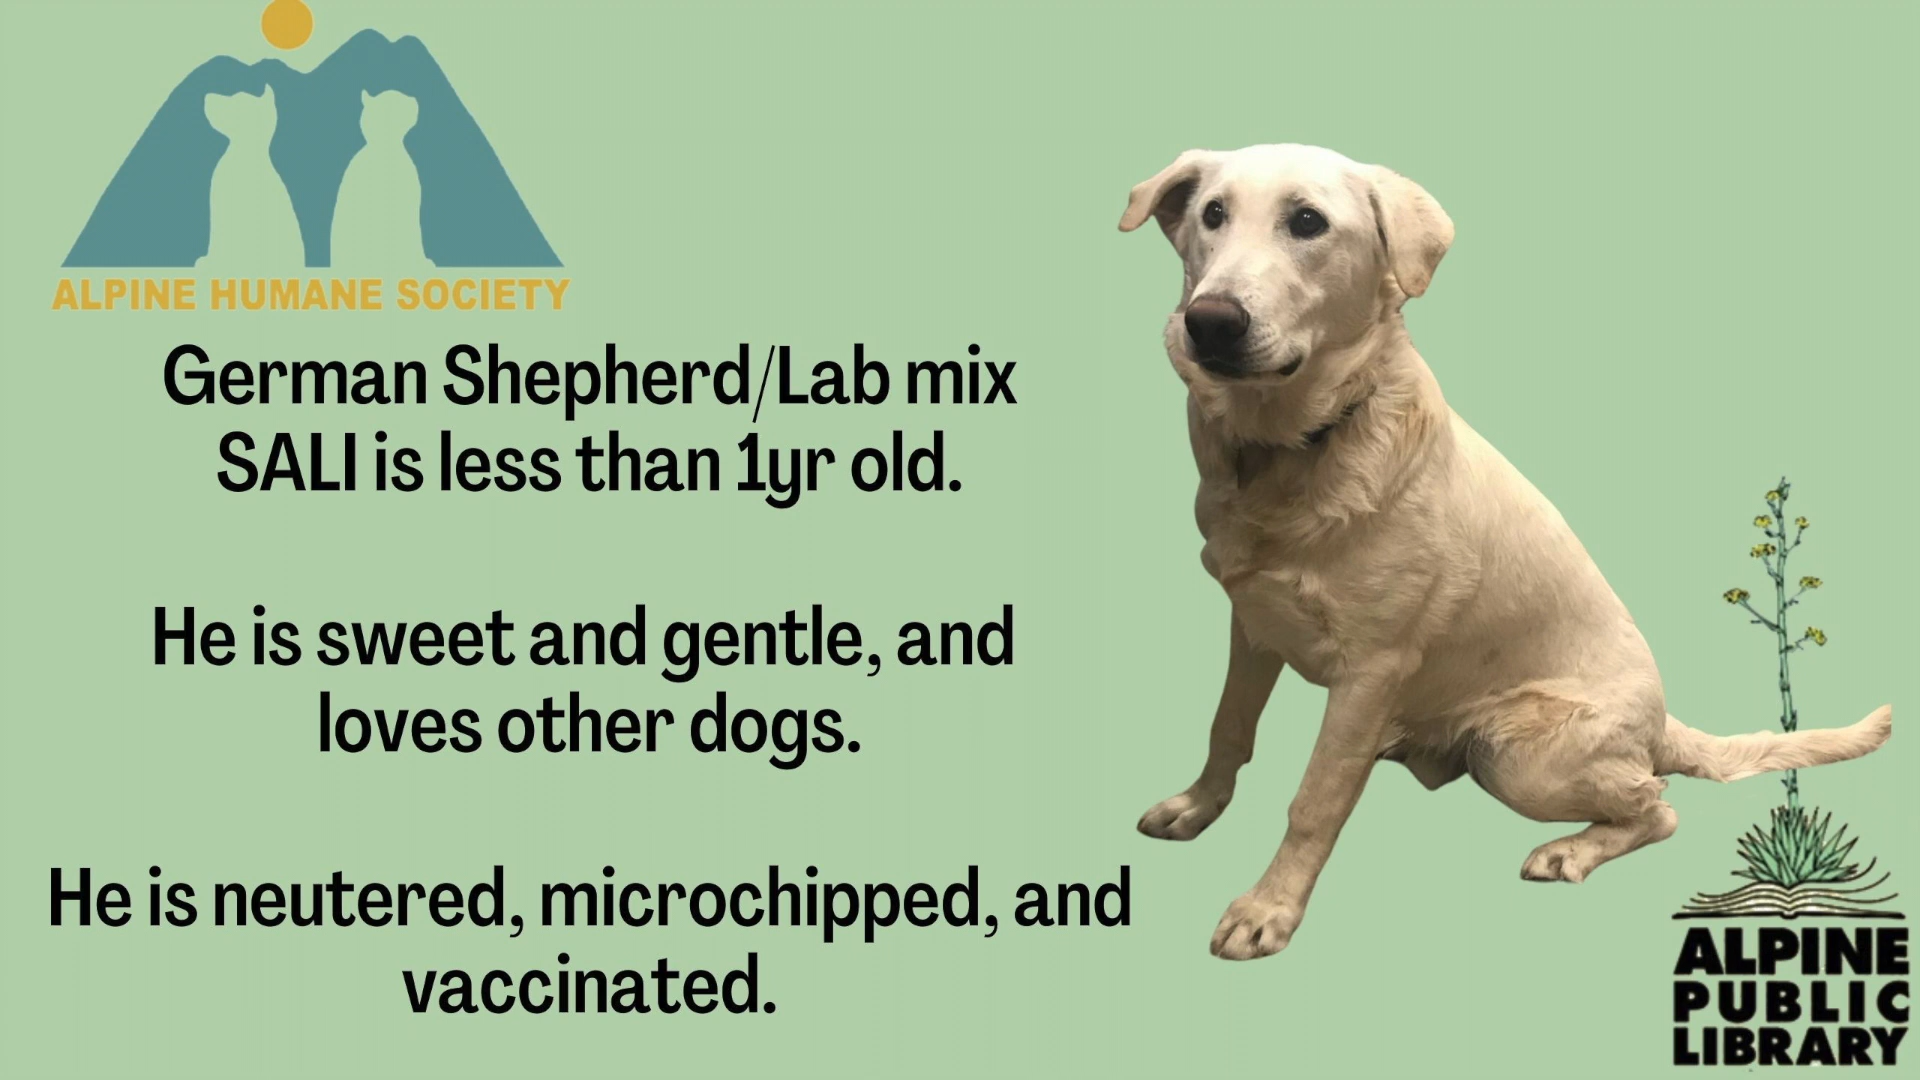 ALPINE HUMANE SOCIETY
German Shepherd/Lab mix
SALI is less than 1yr old.
He is sweet and gentle, and
loves other dogs.
He is neutered, microchipped, and
vaccinated.
ALPINE
PUBLIC
LIBRARY